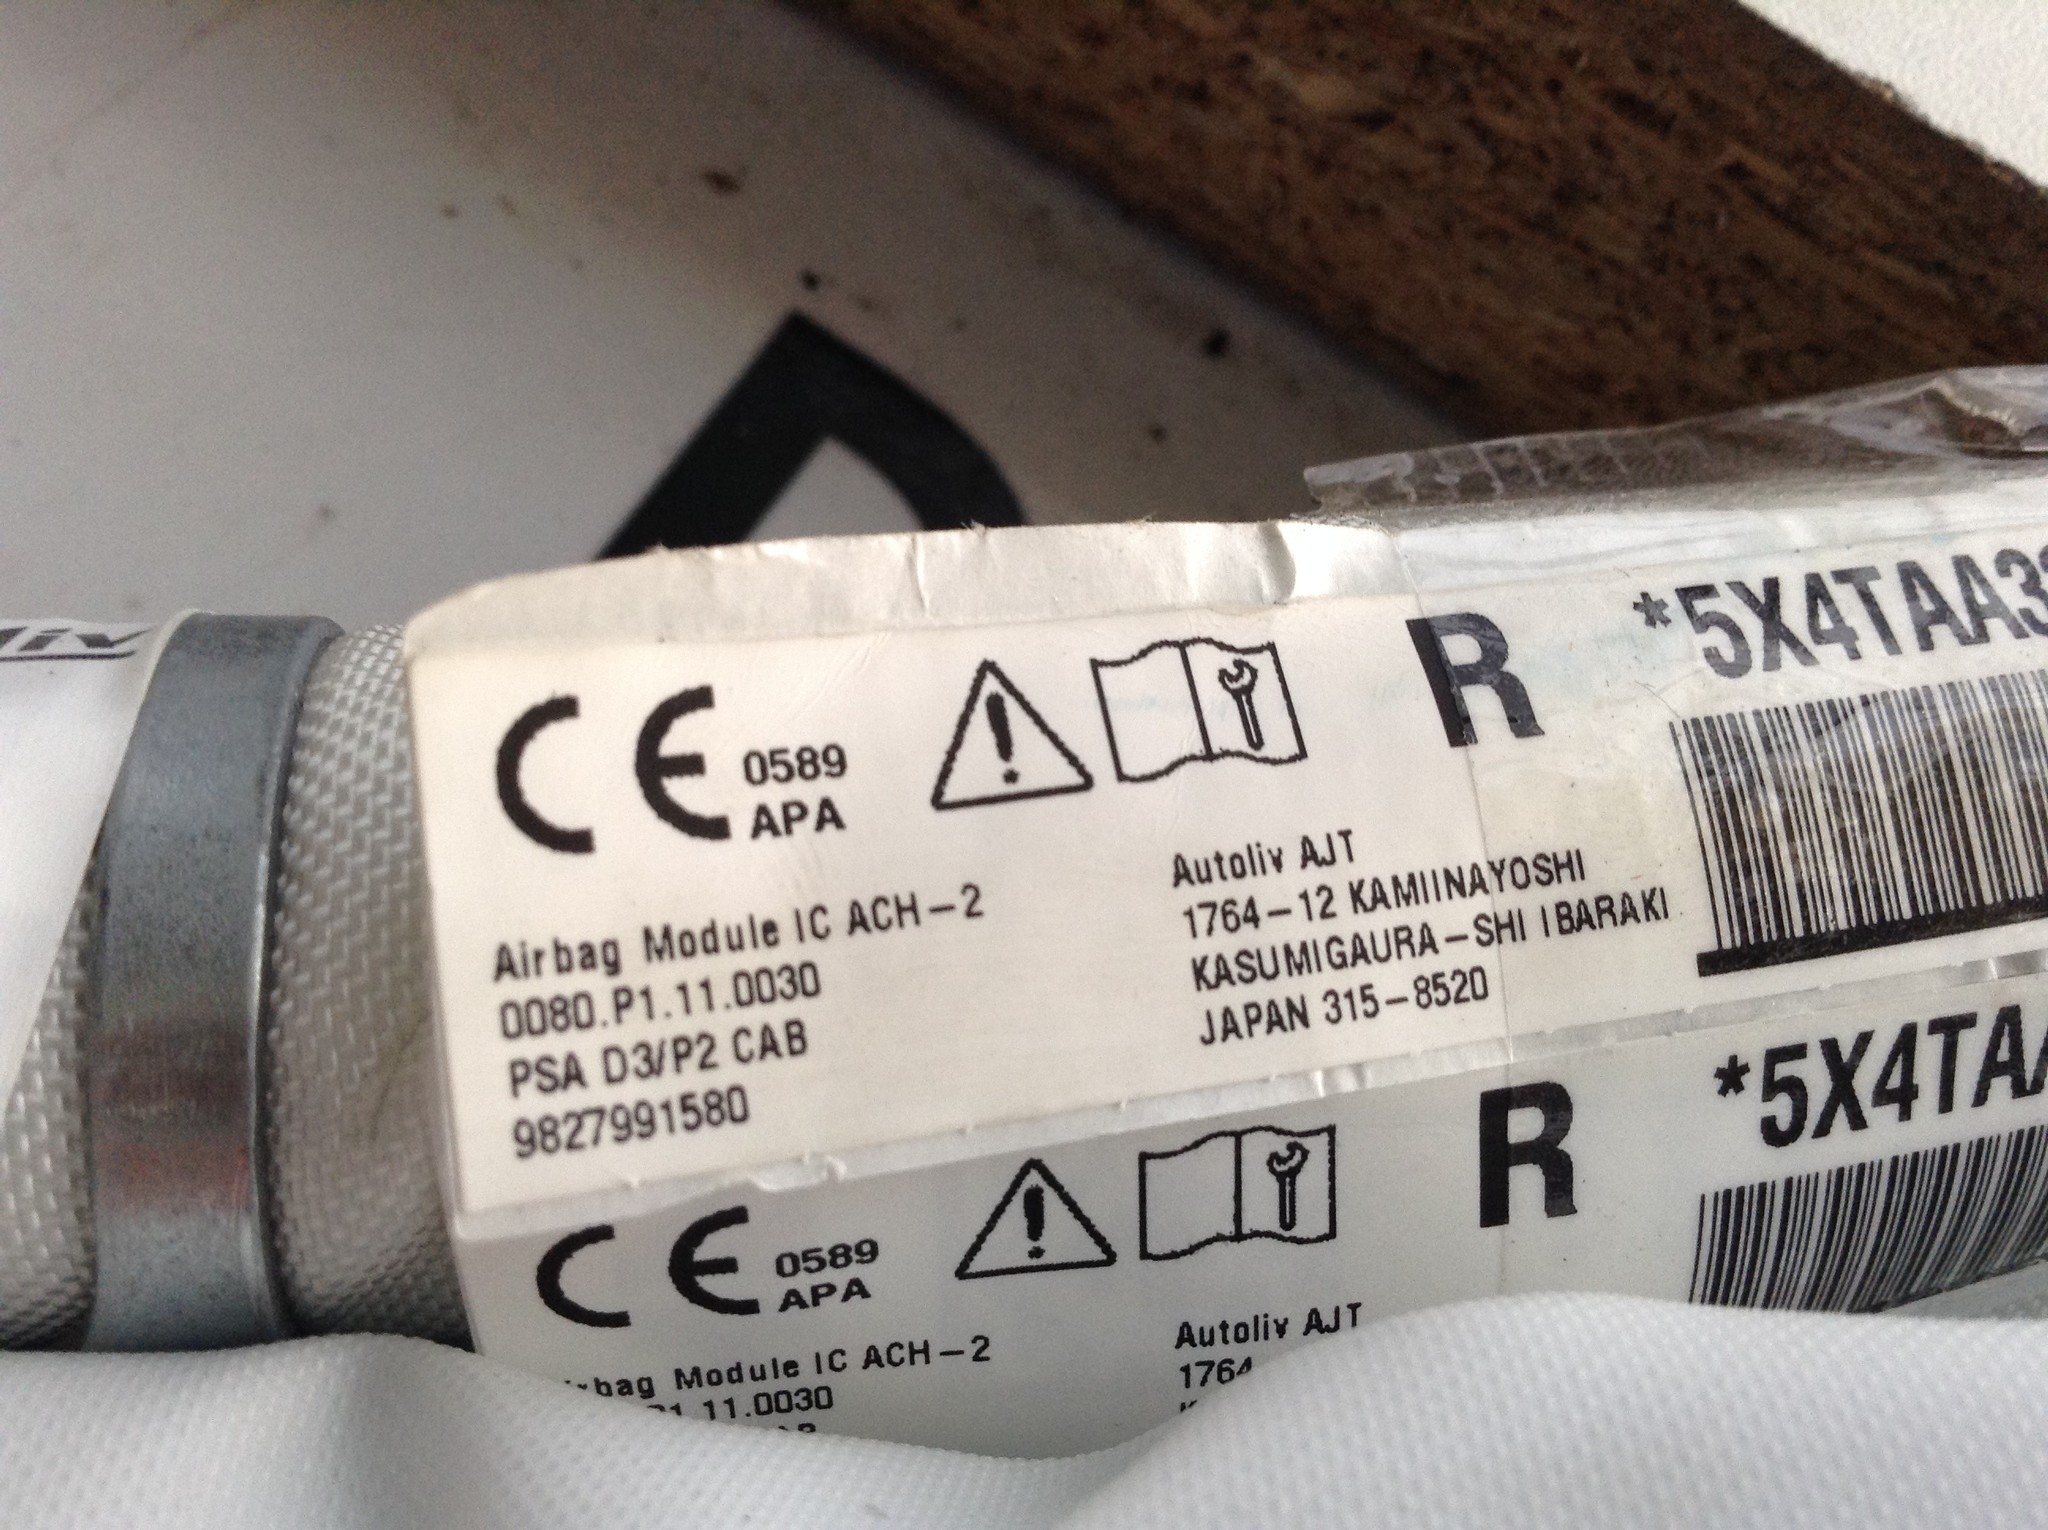 CE 0589
APA
R
Airbag Module IC ACH-2
0080.P1.11.0030
PSA D3/P2 CAB
9827991580
Autoliv AJT
1764-12 KAMIINAYOSHI
KASUMIGAURA-SHI IBARAKI
JAPAN 315-8520
*5X4TAA3
CE 0589
APA
R
Module IC ACH-2
11.0030
Autoliv AJT
1764
*5X4TAA